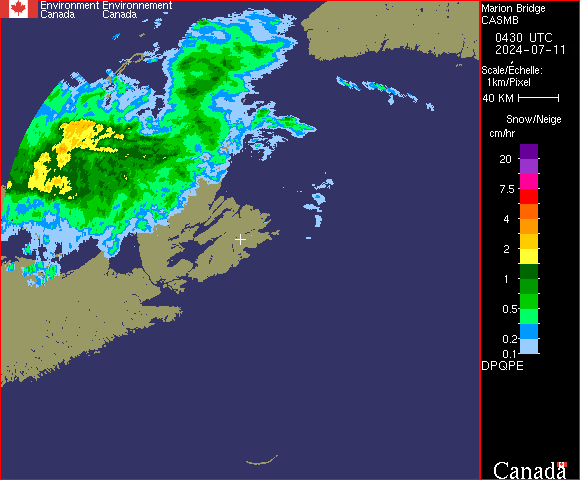 Environment Environnement
Canada Canada
Marion Bridge
CASMB
0430 UTC
2024-07-11
Scale/Echelle:
1km/Pixel
40 KM
Snow/Neige
cm/hr
20
7.5
4
2
1
0.5
0.2
0.1
DPQPE
Canada